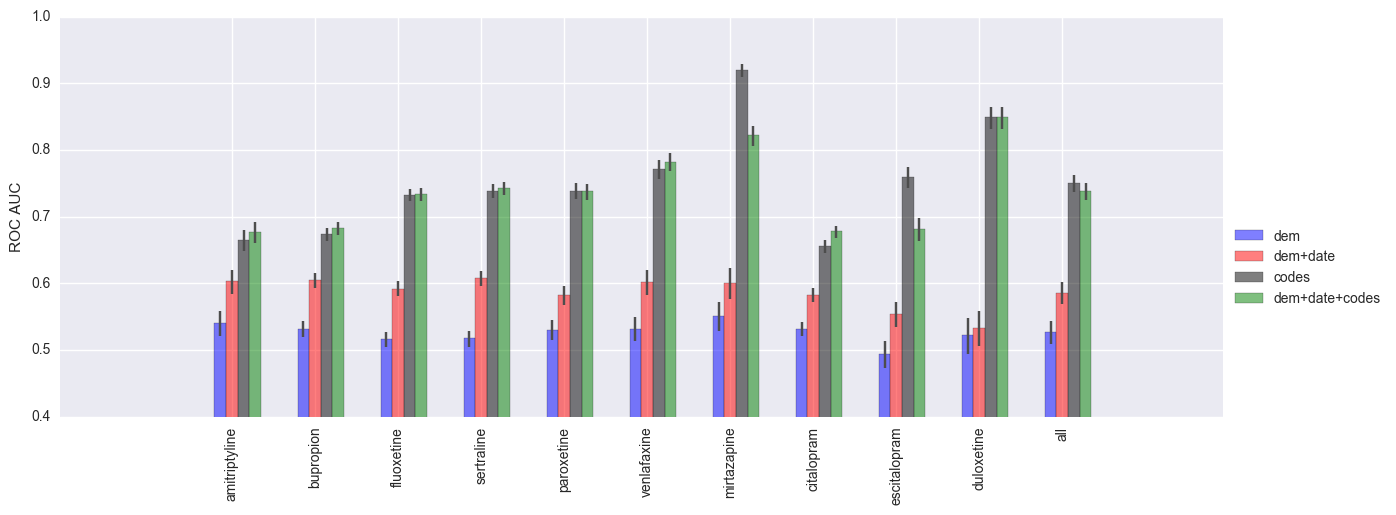 1.0
0.9
0.8
0.7
0.6
0.5
0.4
ROC AUC
amitriptyline
bupropion
fluoxetine
sertraline
paroxetine
venlafaxine
mirtazapine
citalopram
escitalopram
duloxetine
all
dem
dem+date
codes
dem+date+codes